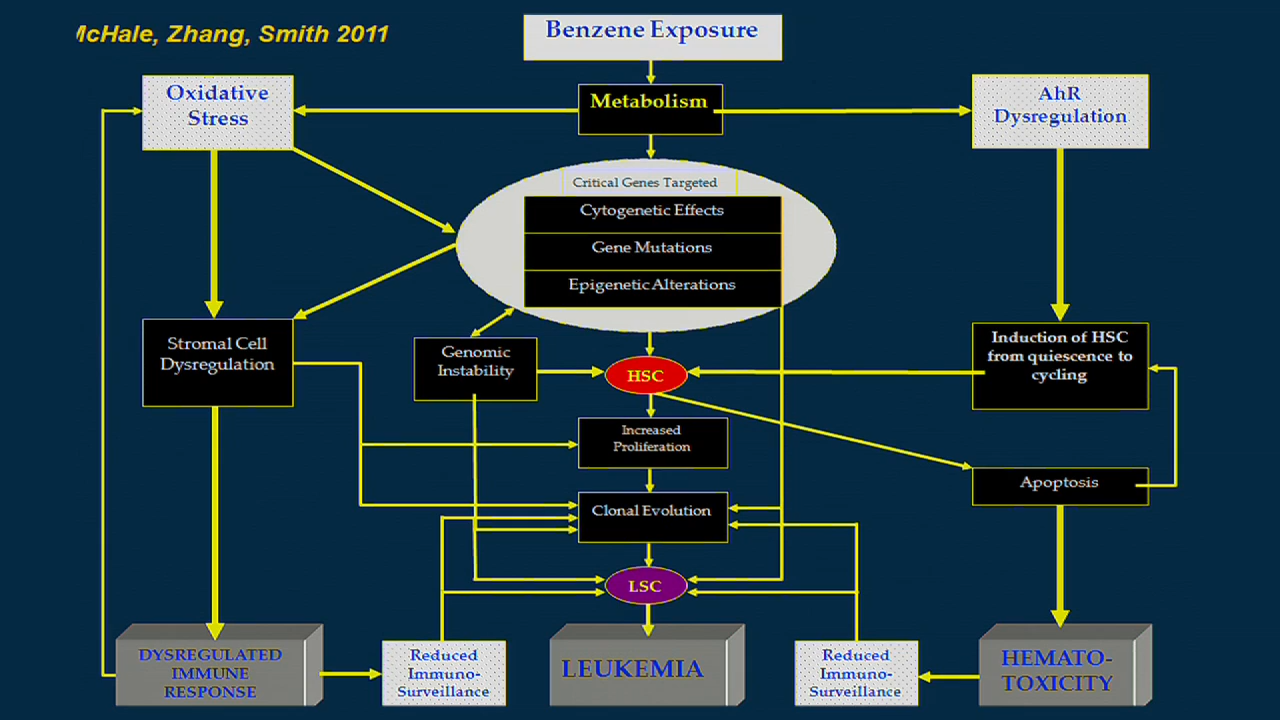 McHale, Zhang, Smith 2011
Benzene Exposure
Oxidative
Stress
Metabolism
AhR
Dysregulation
Critical Genes Targeted
Cytogenetic Effects
Gene Mutations
Epigenetic Alterations
Stromal Cell
Dysregulation
Genomic
Instability
HSC
Induction of HSC
from quiescence to
cycling
Increased
Proliferation
Apoptosis
Clonal Evolution
LSC
DYSREGULATED
IMMUNE
RESPONSE
Reduced
Immuno-
Surveillance
LEUKEMIA
Reduced
Immuno-
Surveillance
HEMATO-
TOXICITY